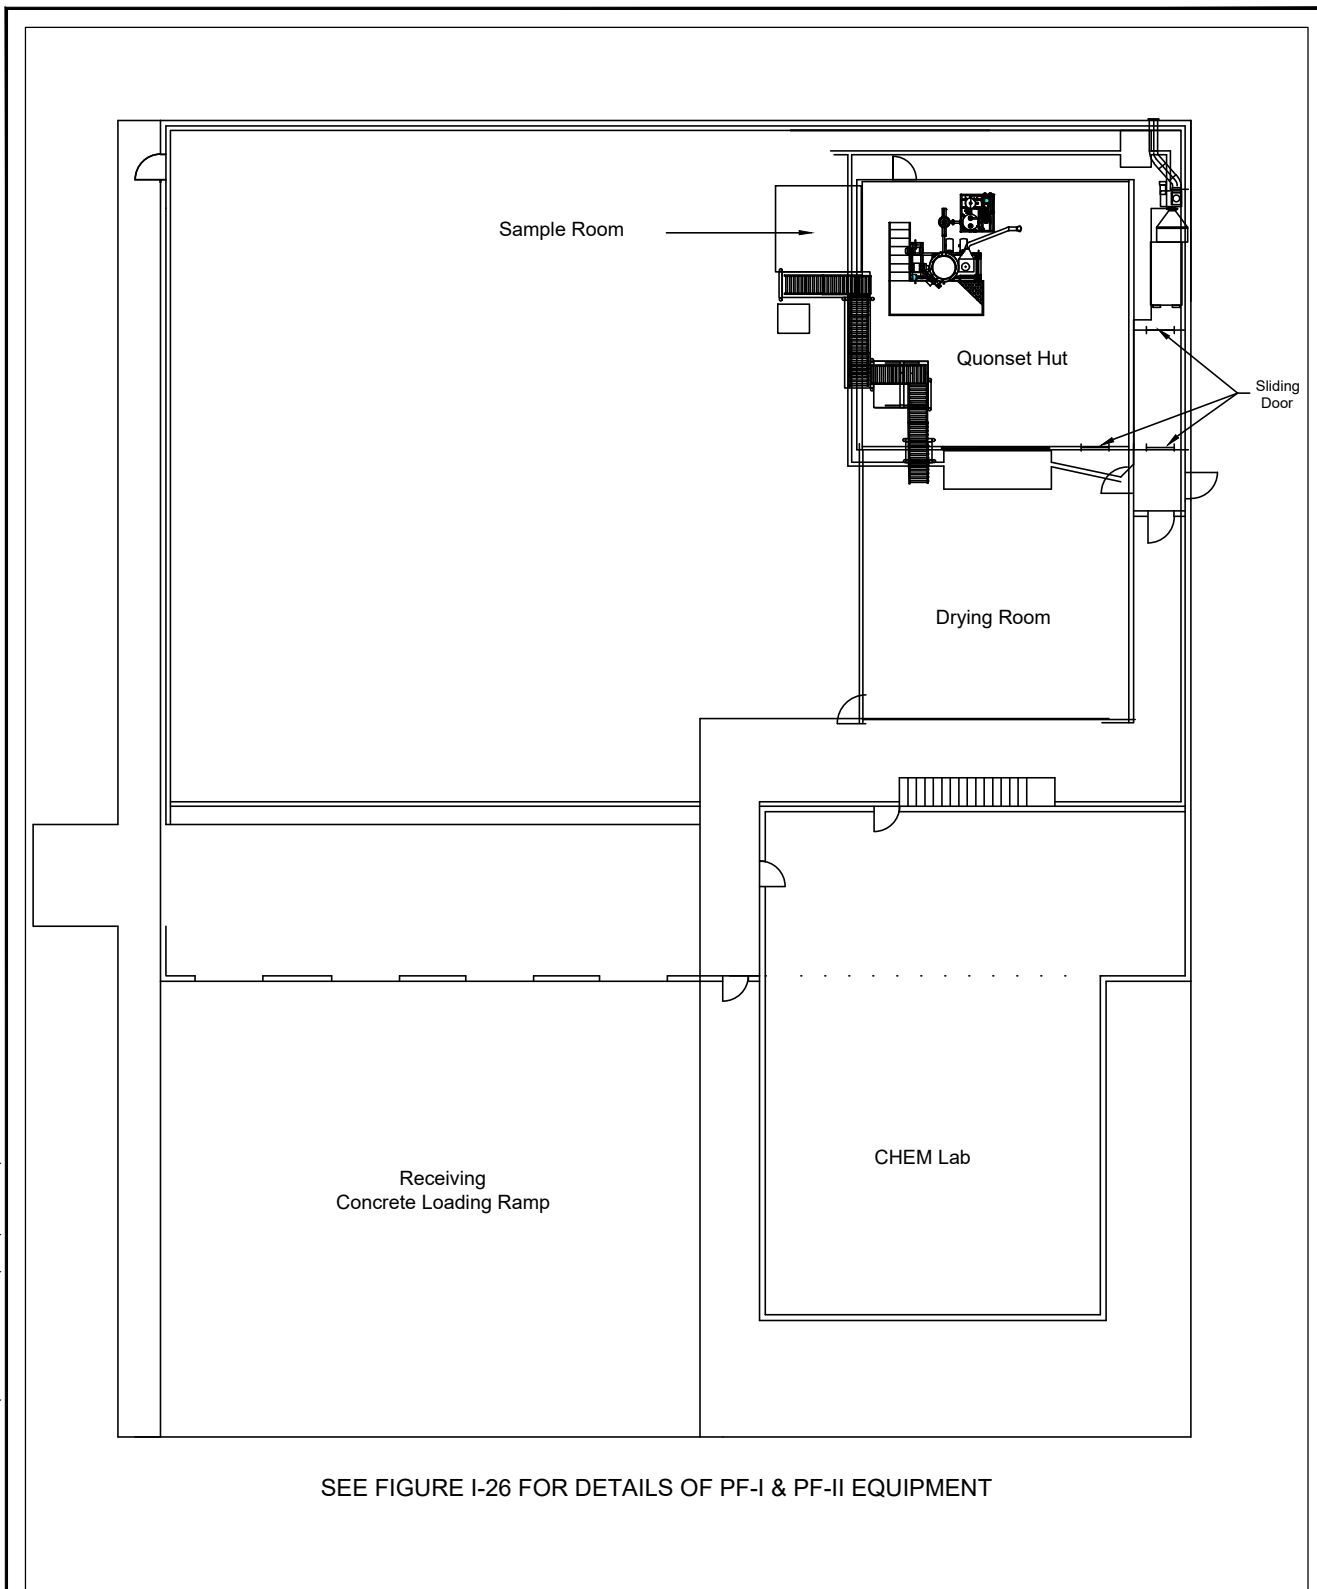 Sample Room
Quonset Hut
Sliding
Door
Drying Room
CHEM Lab
Receiving
Concrete Loading Ramp
SEE FIGURE I-26 FOR DETAILS OF PF-I & PF-II EQUIPMENT